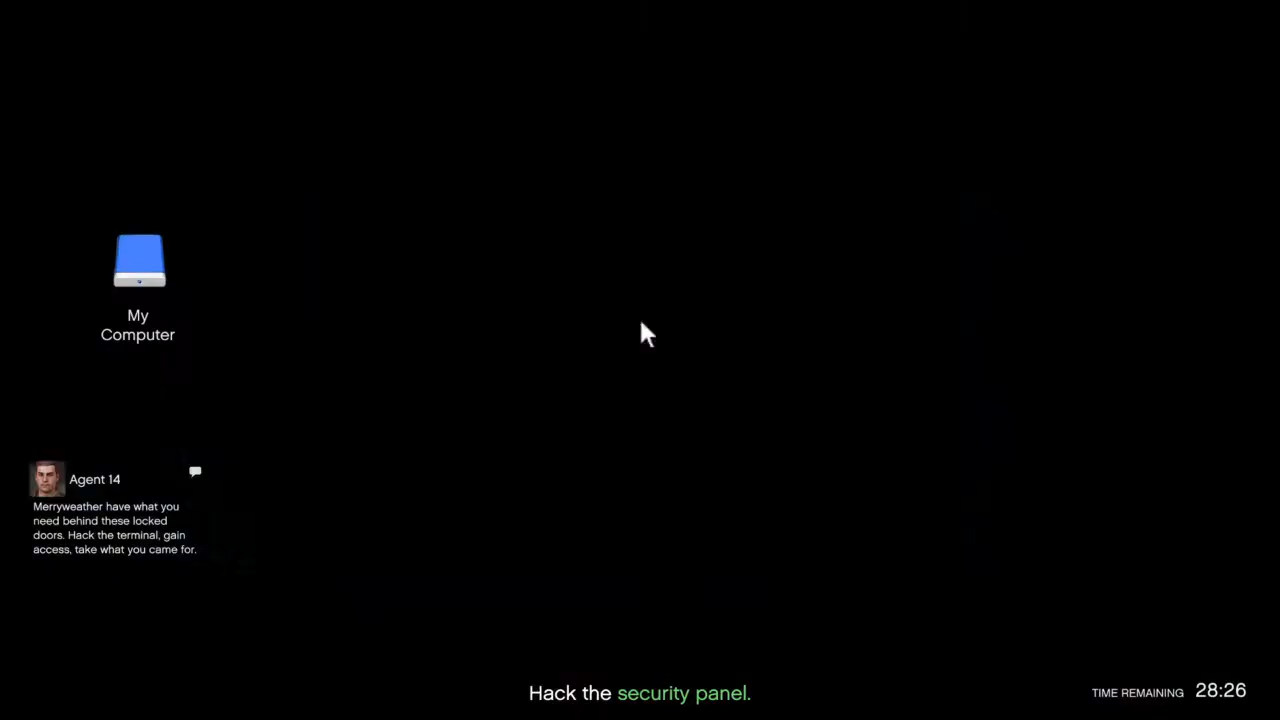 My
Computer
Agent 14
Merryweather have what you
need behind these locked
doors. Hack the terminal, gain
access, take what you came for.
Hack the security panel.
TIME REMAINING 28:26